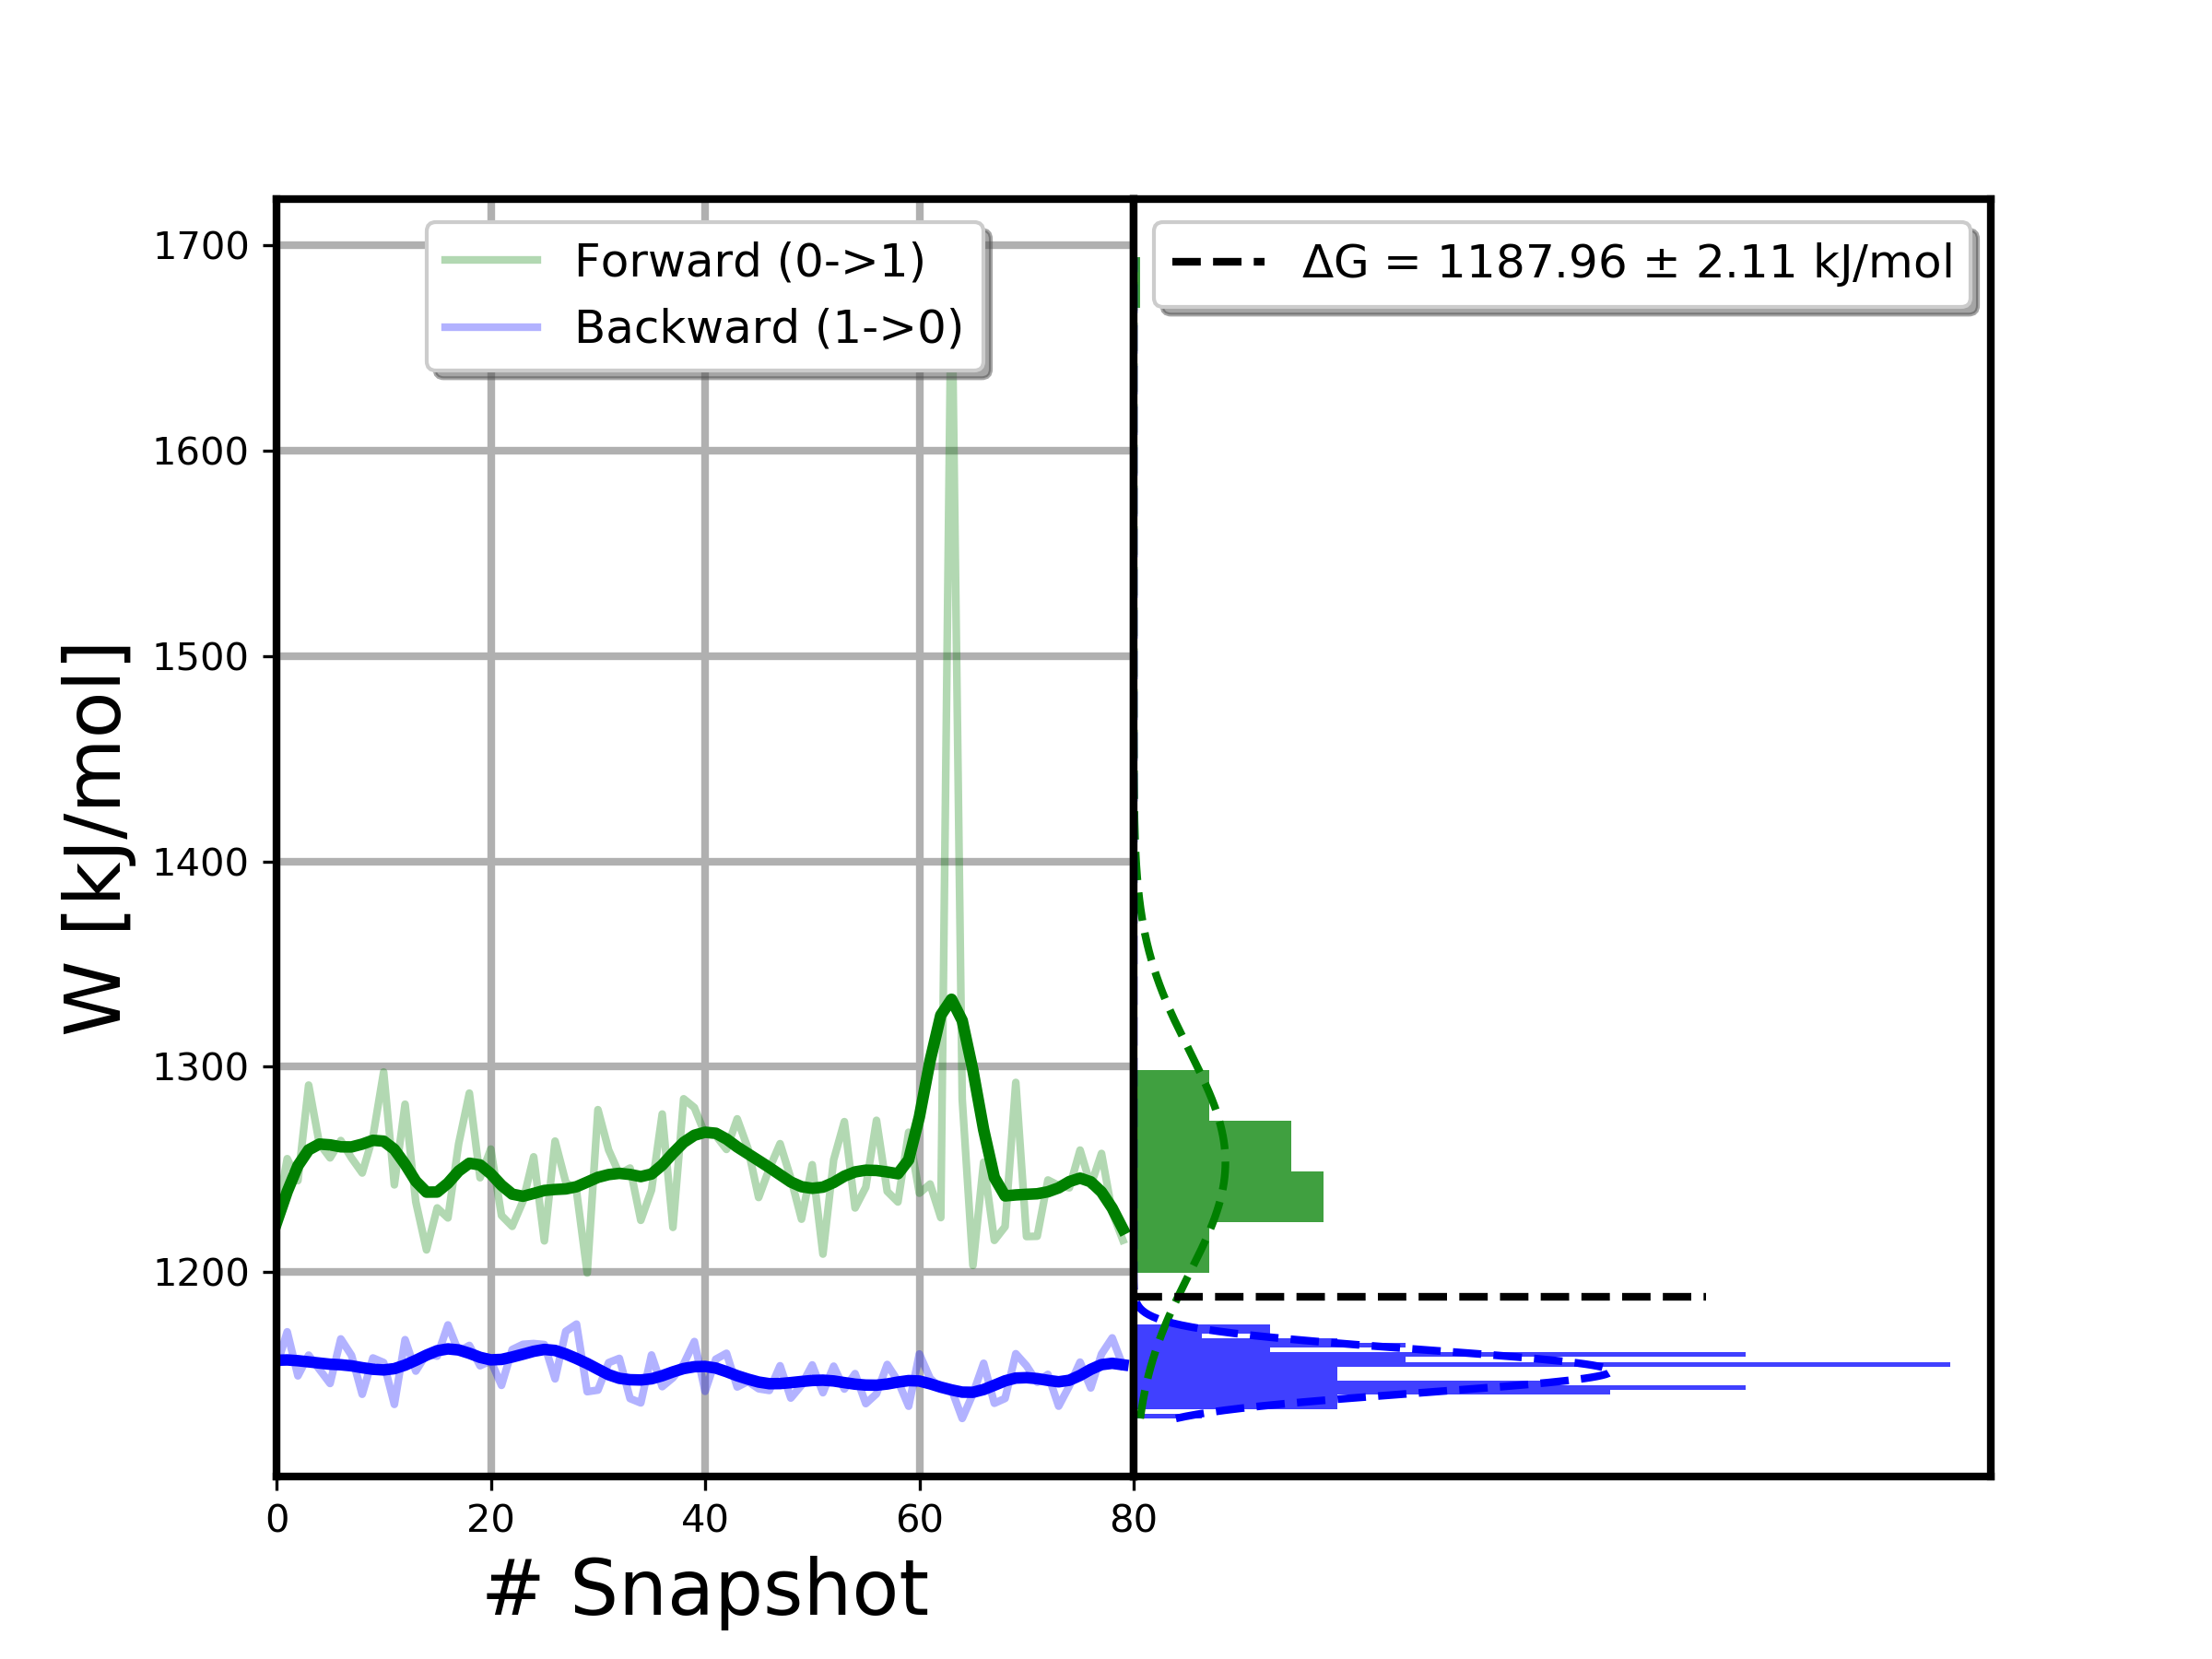 W [kJ/mol]
1700
1600
1500
1400
1300
1200
Forward (0->1)
Backward (1->0)
ΔG = 1187.96 ± 2.11 kJ/mol
0 20 40 60 80
# Snapshot